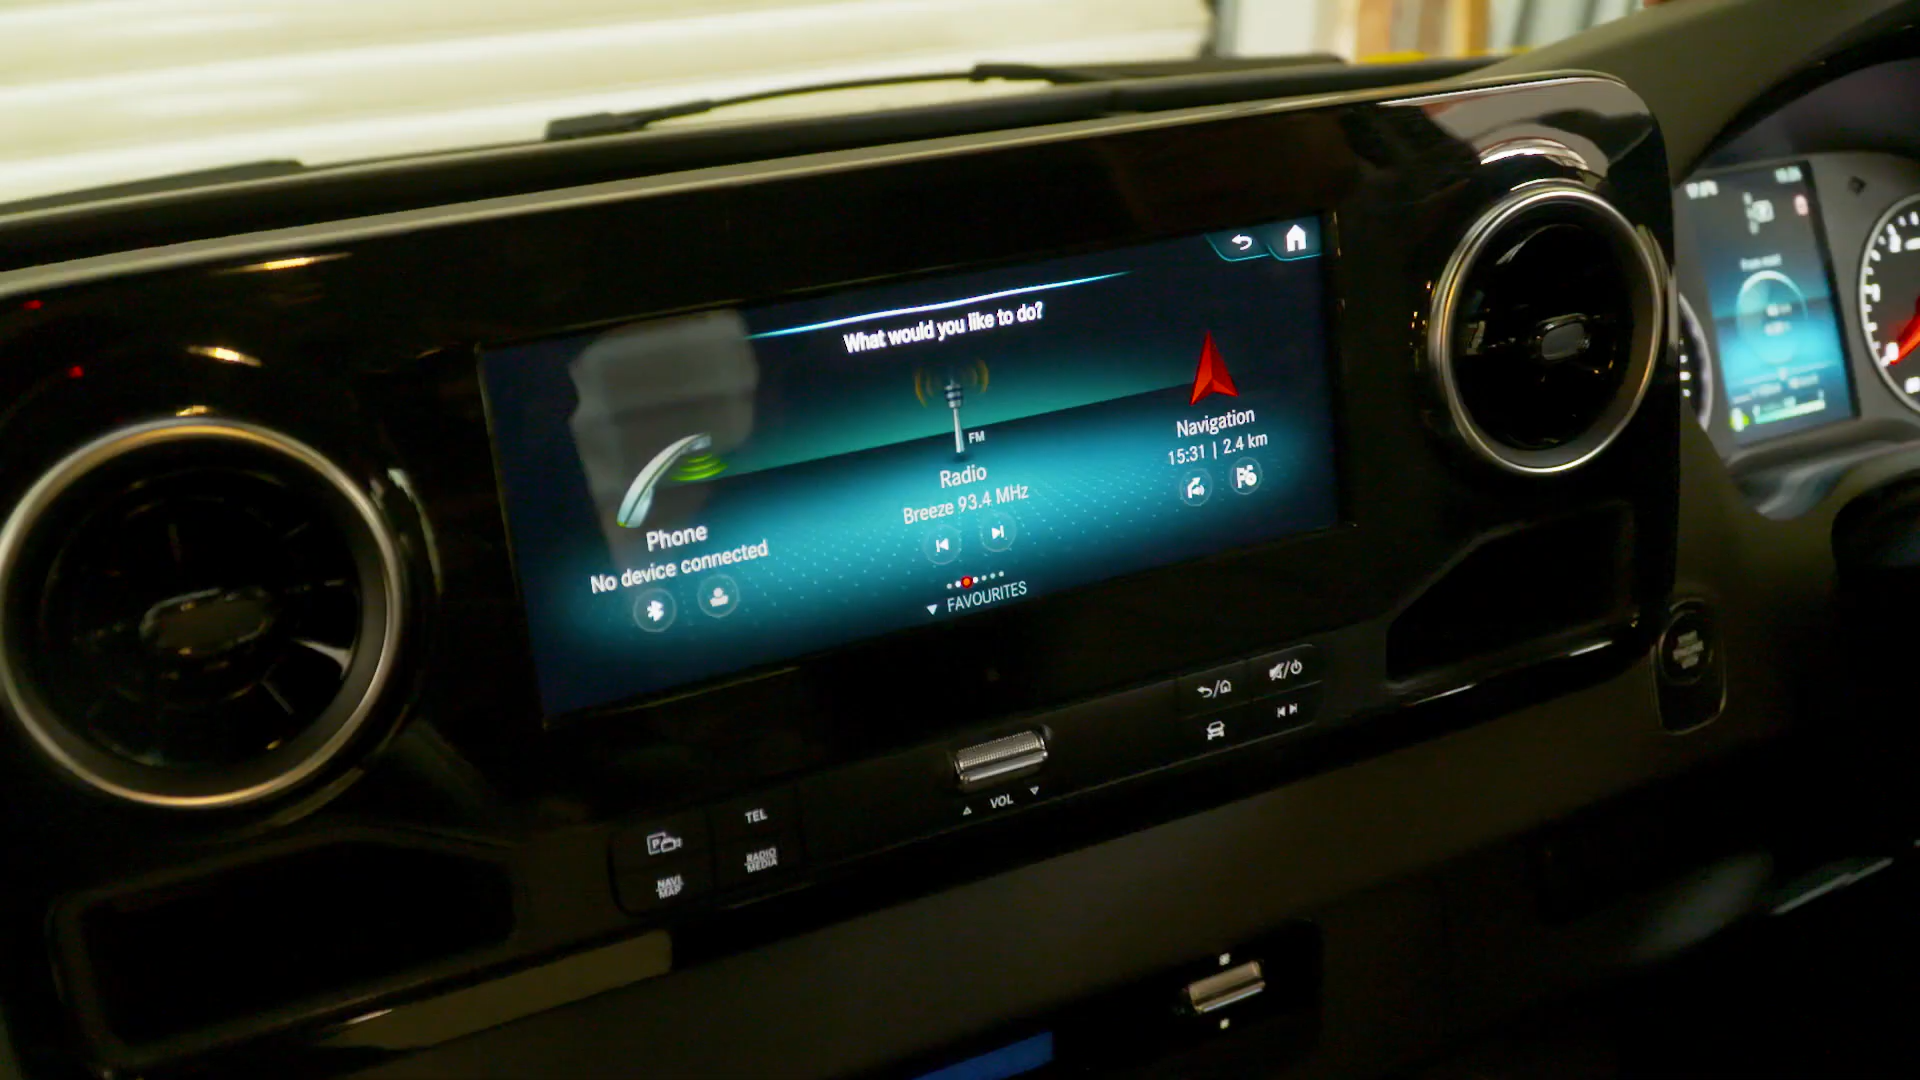 What would you like to do?
FM
Phone
No device connected
Radio
Breeze 93.4 MHz
Navigation
15:31 | 2.4 km
FAVOURITES
VOL
TEL
RADIO
MEDIA
NAVI
MAP